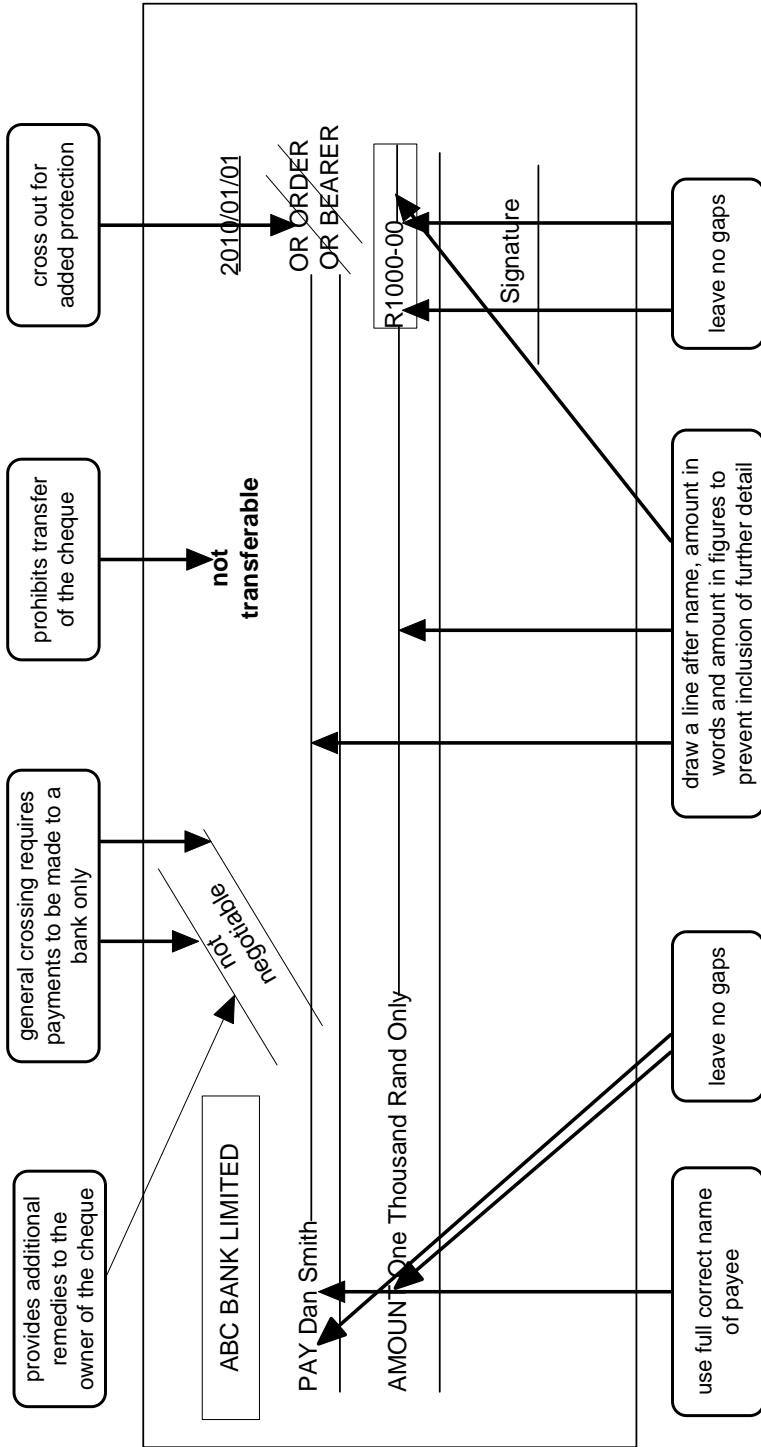 provides additional
remedies to the
owner of the cheque
general crossing requires
payments to be made to a
bank only
prohibits transfer
of the cheque
cross out for
added protection
ABC BANK LIMITED
not
negotiable
not
transferable
2010/01/01
PAY Dan Smith
OR ORDER
OR BEARER
AMOUNT One Thousand Rand Only
R1000-00
Signature
use full correct name
of payee
leave no gaps
draw a line after name, amount in
words and amount in figures to
prevent inclusion of further detail
leave no gaps